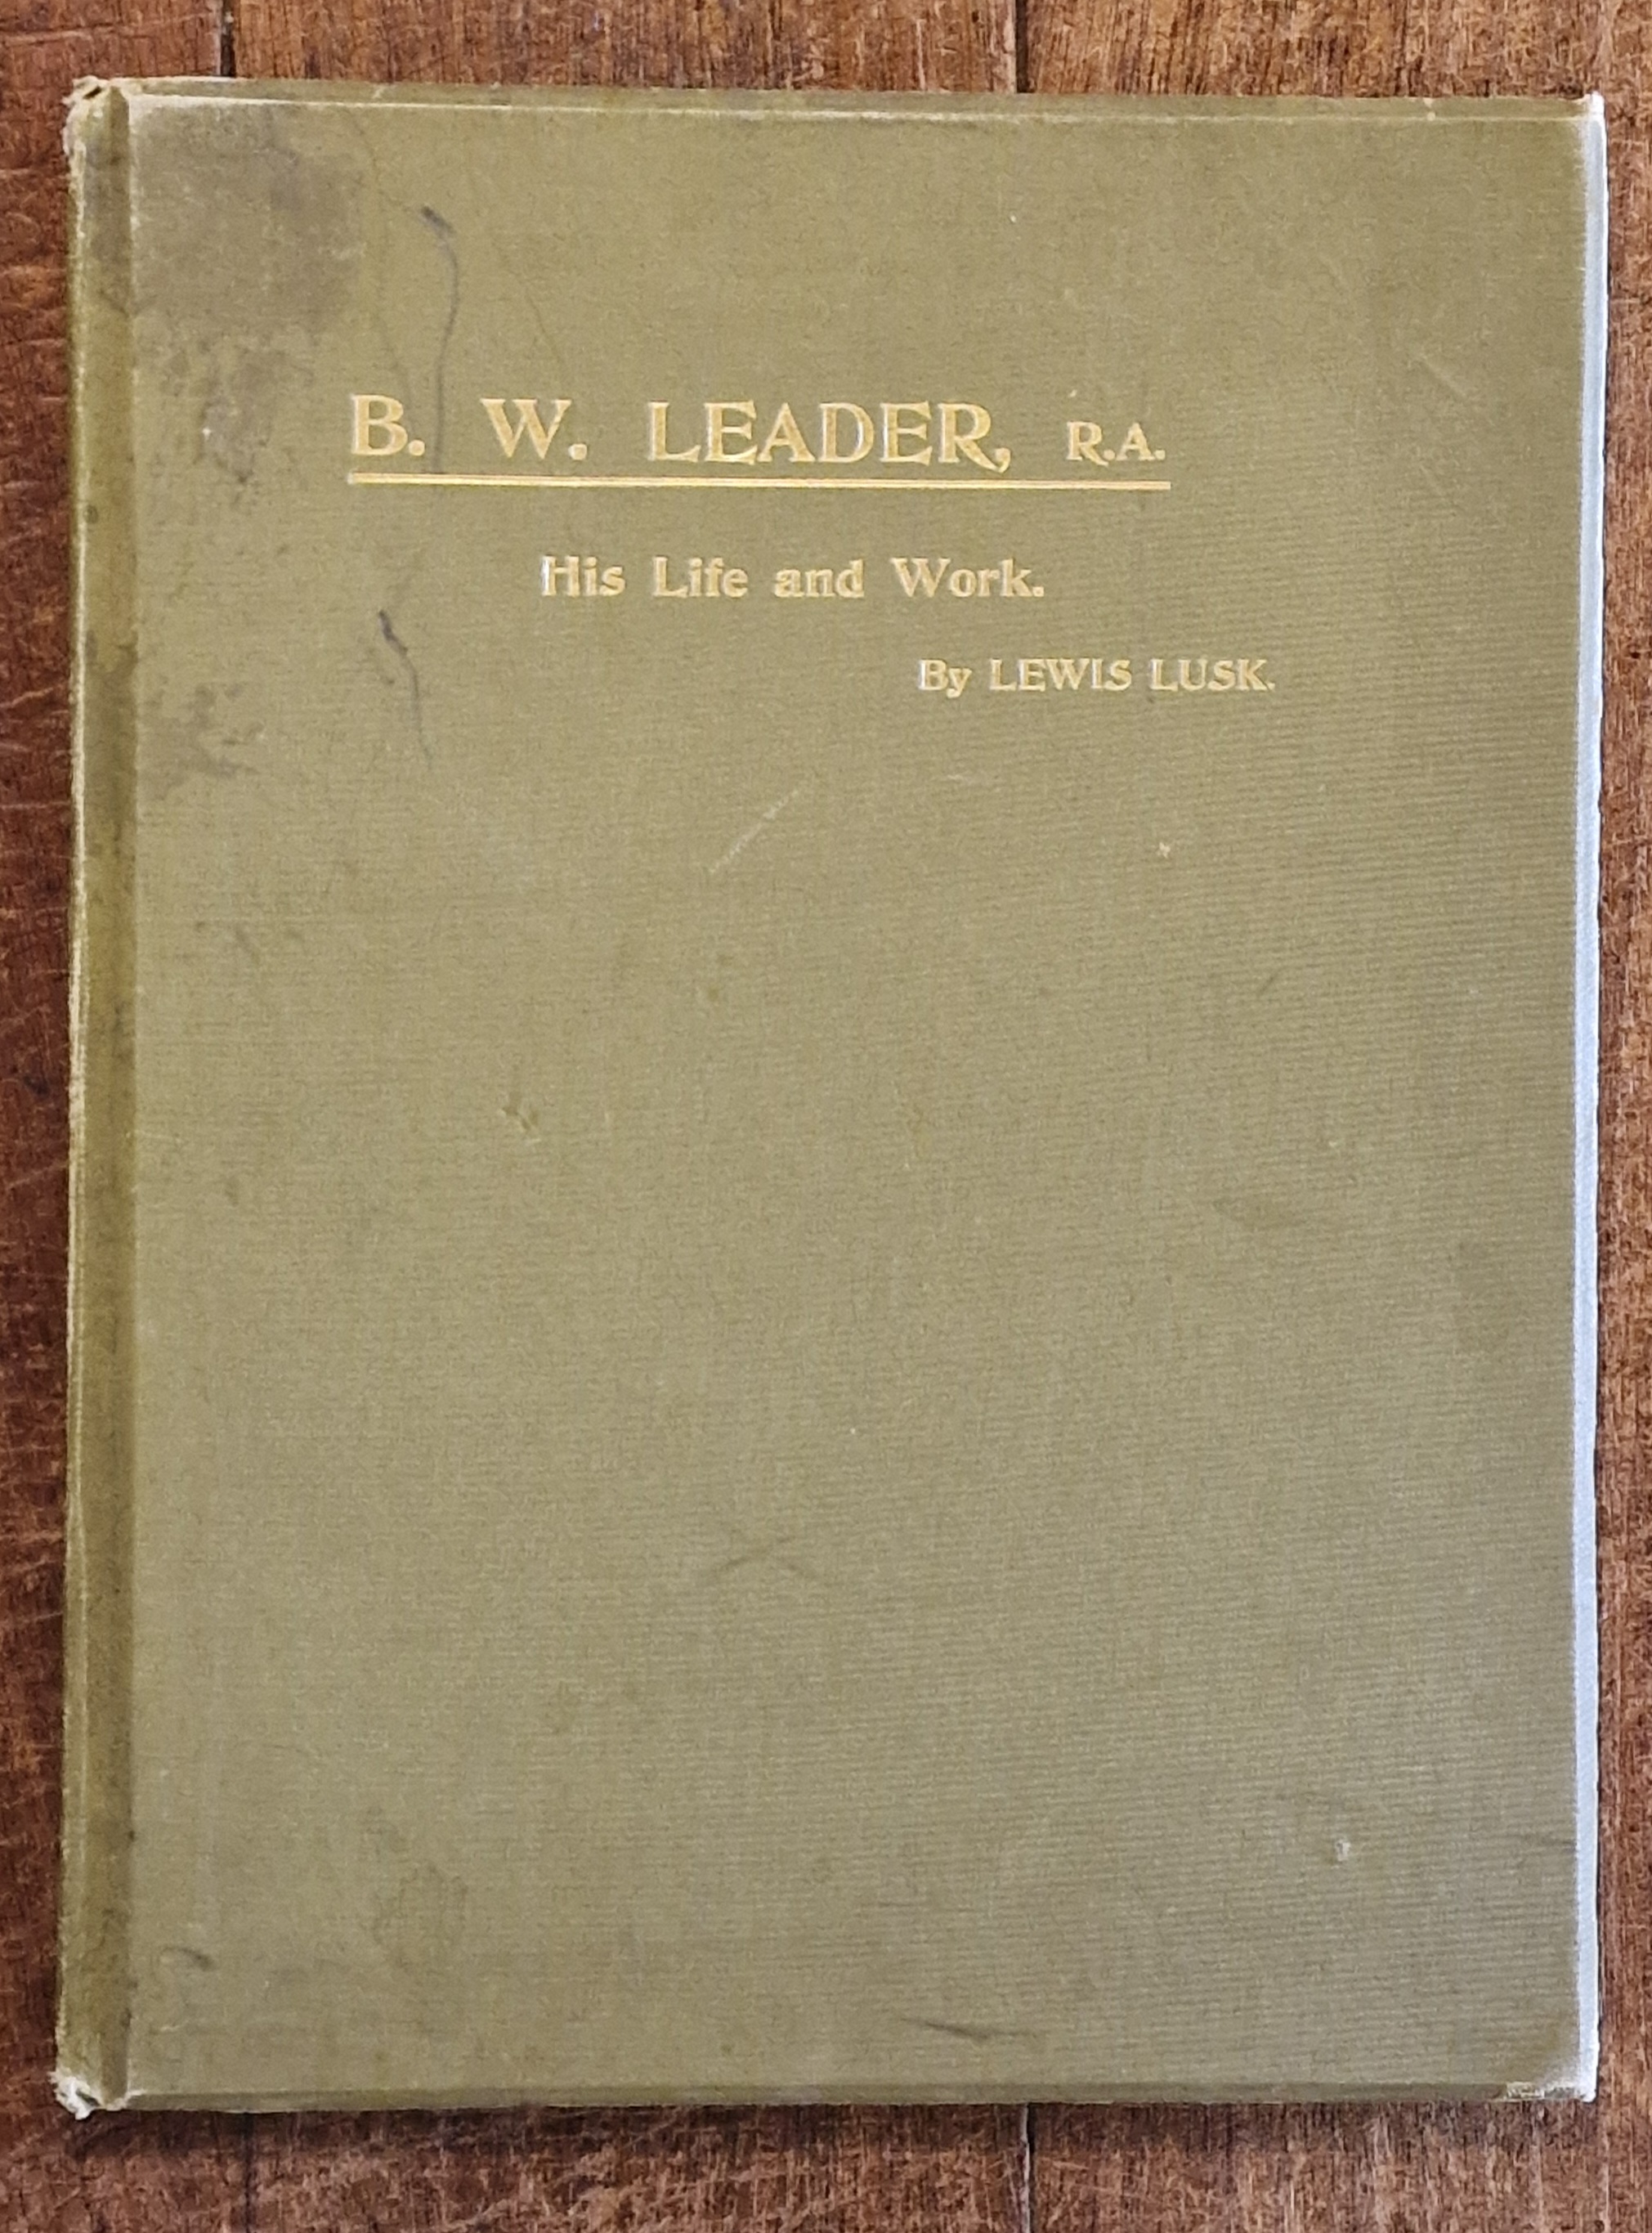 B. W. LEADER, R.A.
His Life and Work.
By LEWIS LUSK.